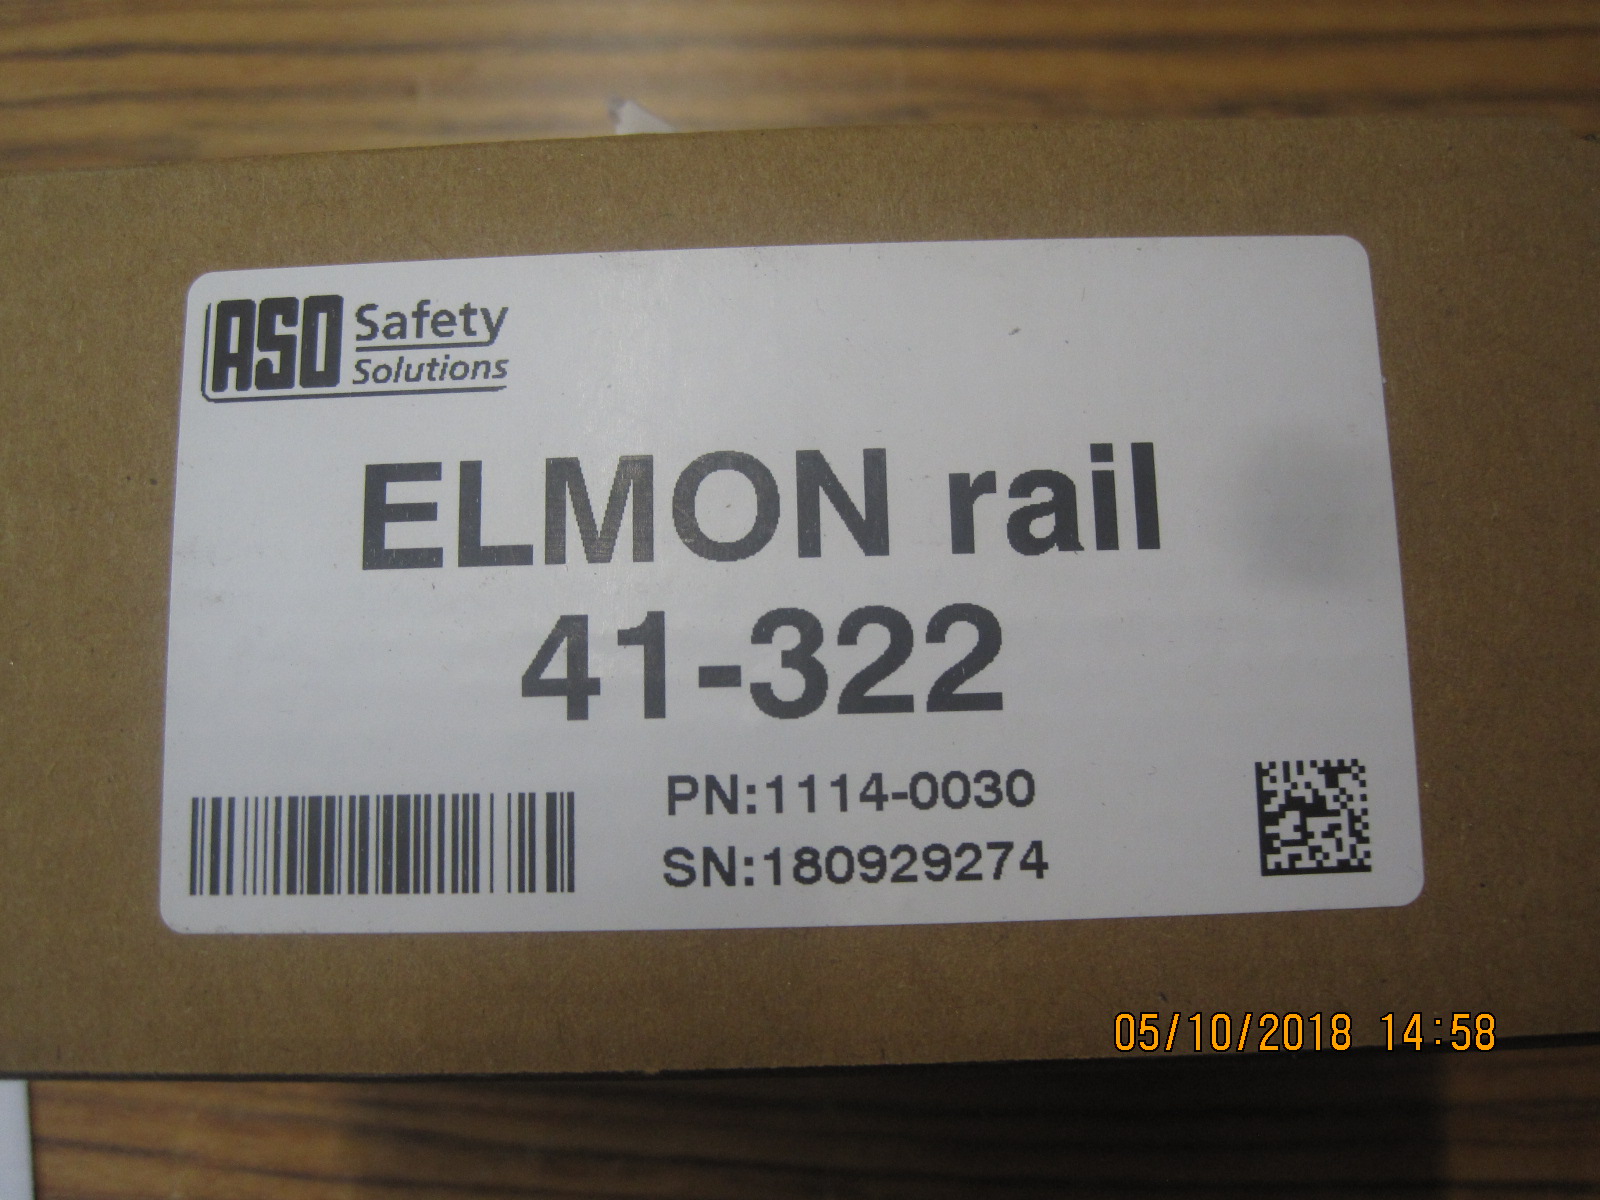 ASO Safety
Solutions
ELMON rail
41-322
PN:1114-0030
SN:180929274
05/10/2018 14:58